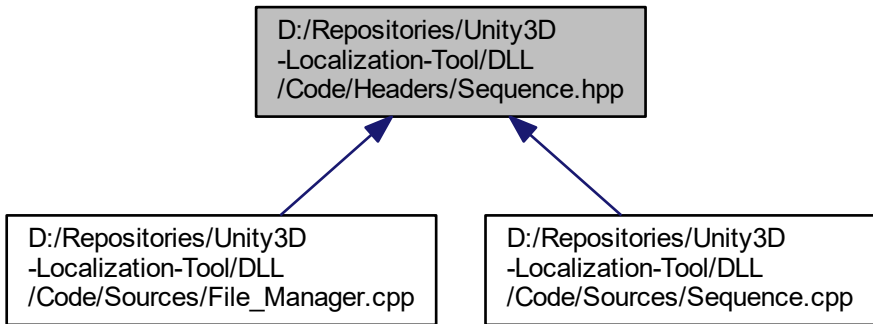 D:/Repositories/Unity3D
-Localization-Tool/DLL
/Code/Headers/Sequence.hpp
D:/Repositories/Unity3D
-Localization-Tool/DLL
/Code/Sources/File_Manager.cpp
D:/Repositories/Unity3D
-Localization-Tool/DLL
/Code/Sources/Sequence.cpp